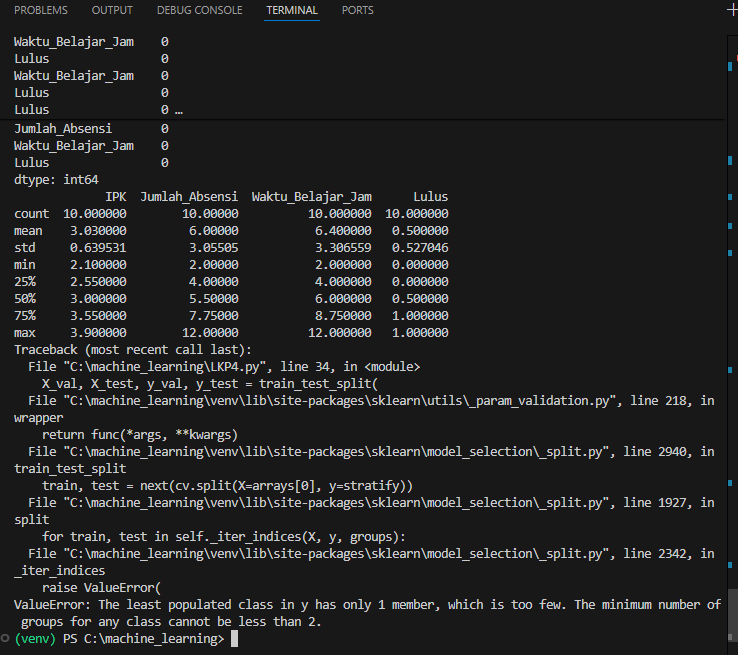 PROBLEMS OUTPUT DEBUG CONSOLE TERMINAL PORTS
Waktu_Belajar_Jam 0
Lulus 0
Waktu_Belajar_Jam 0
Lulus 0
Lulus 0 …
Jumlah_Absensi 0
Waktu_Belajar_Jam 0
Lulus 0
dtype: int64
IPK Jumlah_Absensi Waktu_Belajar_Jam Lulus
count 10.000000 10.00000 10.000000 10.000000
mean 3.030000 6.00000 6.400000 0.500000
std 0.639531 3.05505 3.306559 0.527046
min 2.100000 2.00000 2.000000 0.000000
25% 2.550000 4.00000 4.000000 0.000000
50% 3.000000 5.50000 6.000000 0.500000
75% 3.550000 7.75000 8.750000 1.000000
max 3.900000 12.00000 12.000000 1.000000
Traceback (most recent call last):
File "C:\machine_learning\LKP4.py", line 34, in <module>
X_val, X_test, y_val, y_test = train_test_split(
File "C:\machine_learning\venv\lib\site-packages\sklearn\utils\_param_validation.py", line 218, in
wrapper
return func(*args, **kwargs)
File "C:\machine_learning\venv\lib\site-packages\sklearn\model_selection\_split.py", line 2940, in
train_test_split
train, test = next(cv.split(X=arrays[0], y=stratify))
File "C:\machine_learning\venv\lib\site-packages\sklearn\model_selection\_split.py", line 1927, in
split
for train, test in self._iter_indices(X, y, groups):
File "C:\machine_learning\venv\lib\site-packages\sklearn\model_selection\_split.py", line 2342, in
_iter_indices
raise ValueError(
ValueError: The least populated class in y has only 1 member, which is too few. The minimum number of
groups for any class cannot be less than 2.
(venv) PS C:\machine_learning>